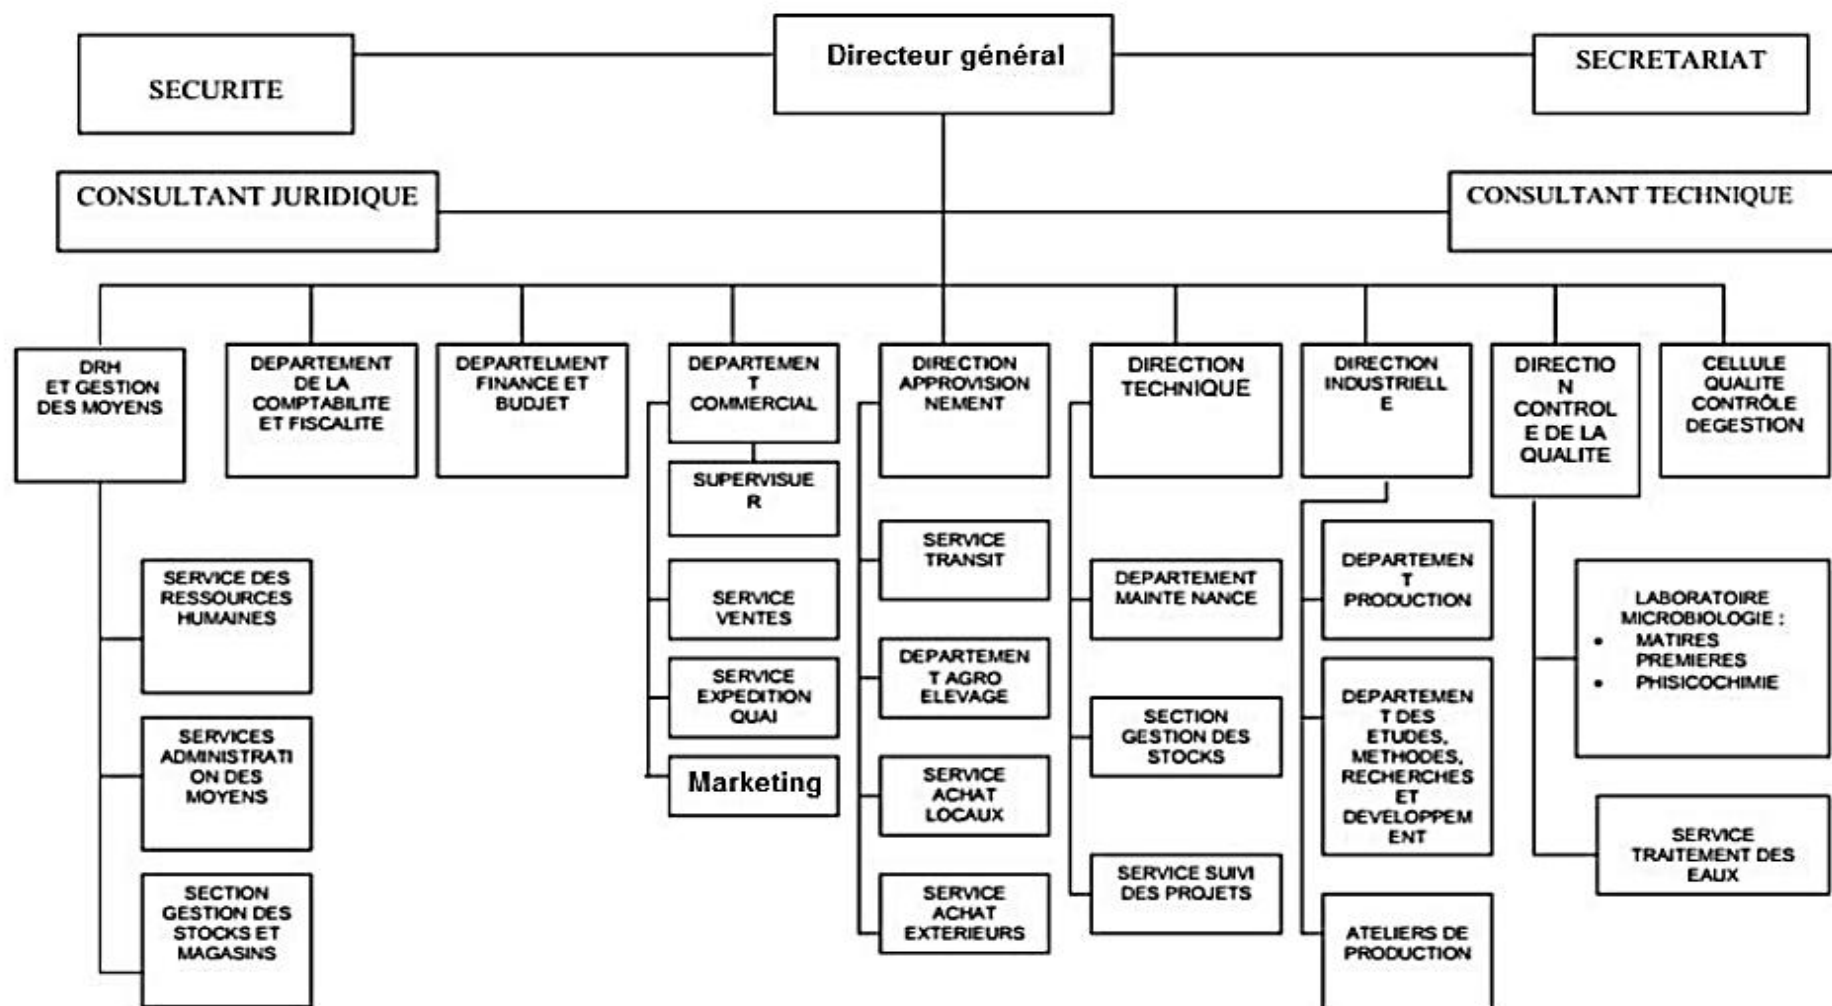 Directeur général
SECURITE
SECRETARIAT
CONSULTANT JURIDIQUE
CONSULTANT TECHNIQUE
DRH
ET GESTION
DES MOYENS
DEPARTEMENT
DE LA
COMPTABILITE
ET FISCALITE
DEPARTELMENT
FINANCE ET
BUDJET
DEPARTEMEN
T
COMMERCIAL
DIRECTION
APPROVISION
NEMENT
DIRECTION
TECHNIQUE
DIRECTION
INDUSTRIELL
E
DIRECTIO
N
CONTROL
E DE LA
QUALITE
CELLULE
QUALITE
CONTRÔLE
DEGESTION
SERVICE DES
RESSOURCES
HUMAINES
SERVICES
ADMINISTRATI
ON DES
MOYENS
SECTION
GESTION DES
STOCKS ET
MAGASINS
SUPERVISUE
R
SERVICE
VENTES
SERVICE
EXPEDITION
QUAI
Marketing
SERVICE
TRANSIT
DEPARTEMEN
T AGRO
ELEVAGE
SERVICE
ACHAT
LOCAUX
SERVICE
ACHAT
EXTERIEURS
DEPARTEMENT
MAINTE NANCE
SECTION
GESTION DES
STOCKS
SERVICE SUIVI
DES PROJETS
DEPARTEMEN
T
PRODUCTION
DEPARTEMEN
T DES
ETUDES,
METHODES,
RECHERCHES
ET
DEVELOPPEM
ENT
ATELIERS DE
PRODUCTION
LABORATOIRE
MICROBIOLOGIE :
• MATIRES
PREMIERES
• PHISICOCHIMIE
SERVICE
TRAITEMENT DES
EAUX